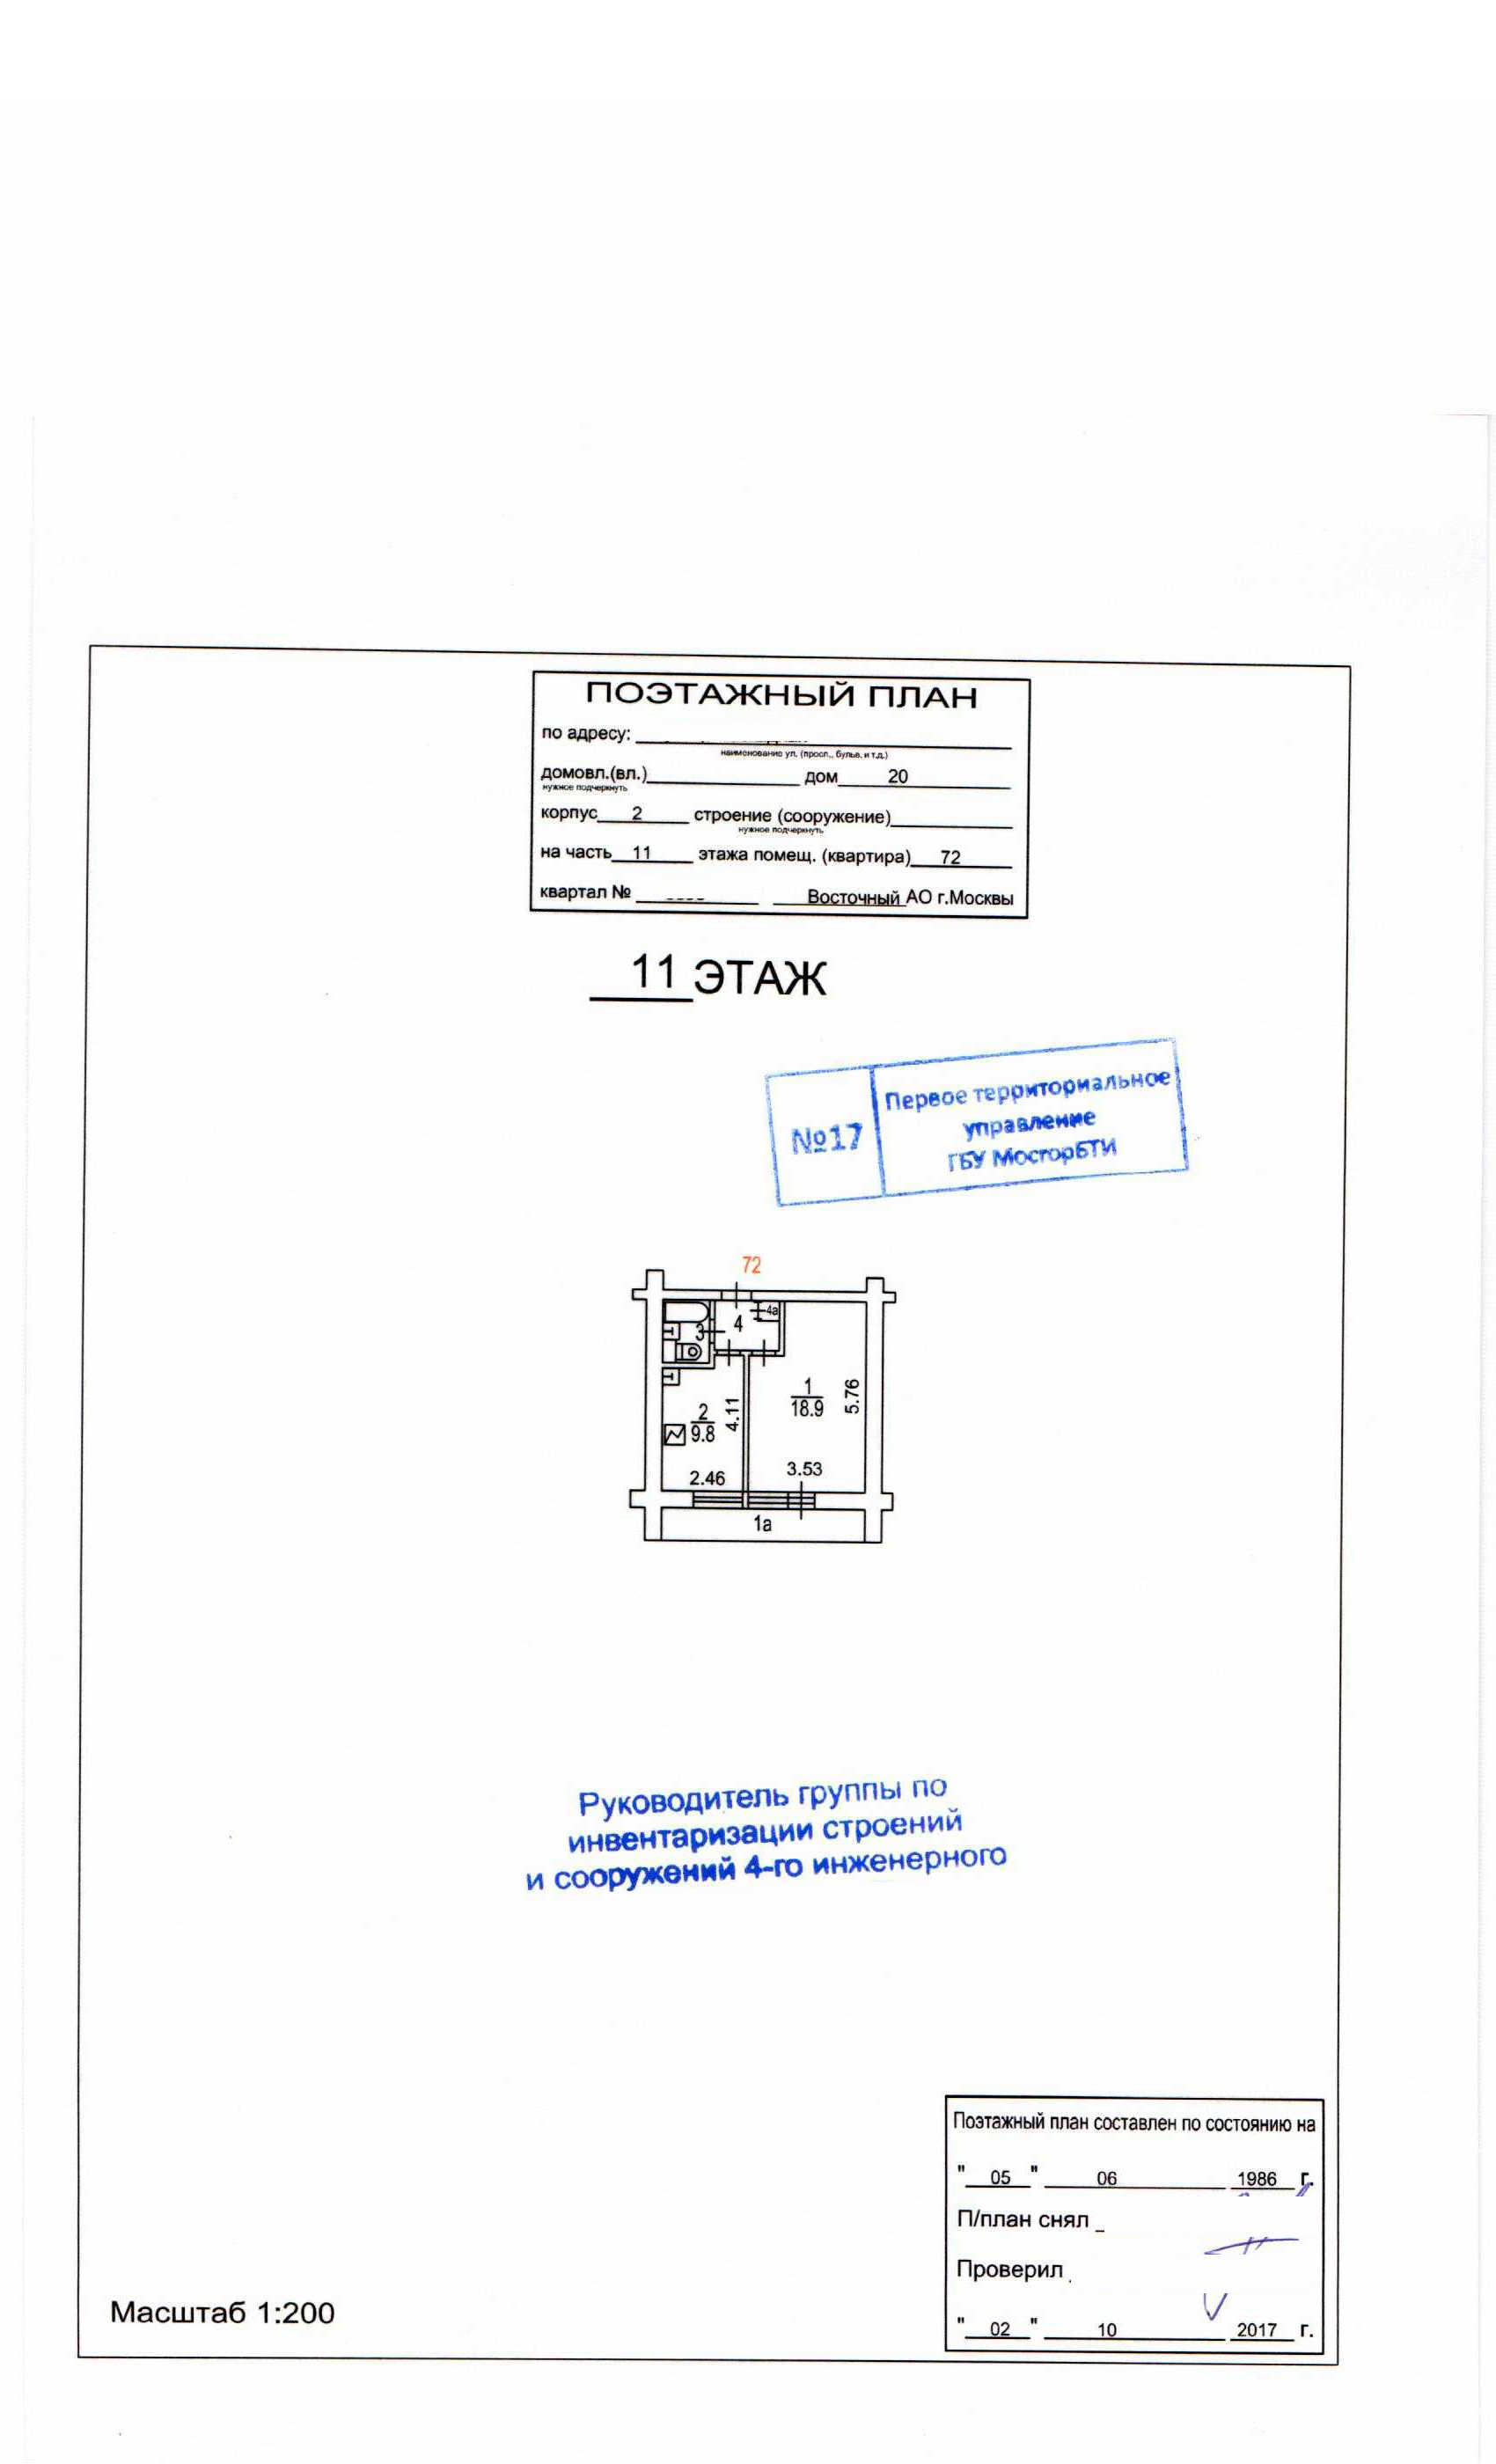 ПОЭТАЖНЫЙ ПЛАН
по адресу:
наименование ул. (просп., бульв. и т.д.)
домовл.(вл.) дом 20
нужное подчеркнуть
корпус 2 строение (сооружение)
нужное подчеркнуть
на часть 11 этажа помещ. (квартира) 72
квартал № Восточный АО г.Москвы
11 ЭТАЖ
№17
Первое территориальное
управление
ГБУ МосгорБТИ
72
4а
3
4
1
18.9
5.76
2
9.8
4.11
2.46
3.53
1а
Руководитель группы по
инвентаризации строений
и сооружений 4-го инженерного
Поэтажный план составлен по состоянию на
" 05 " 06 1986 г.
П/план снял
Проверил
" 02 " 10 2017 г.
Масштаб 1:200